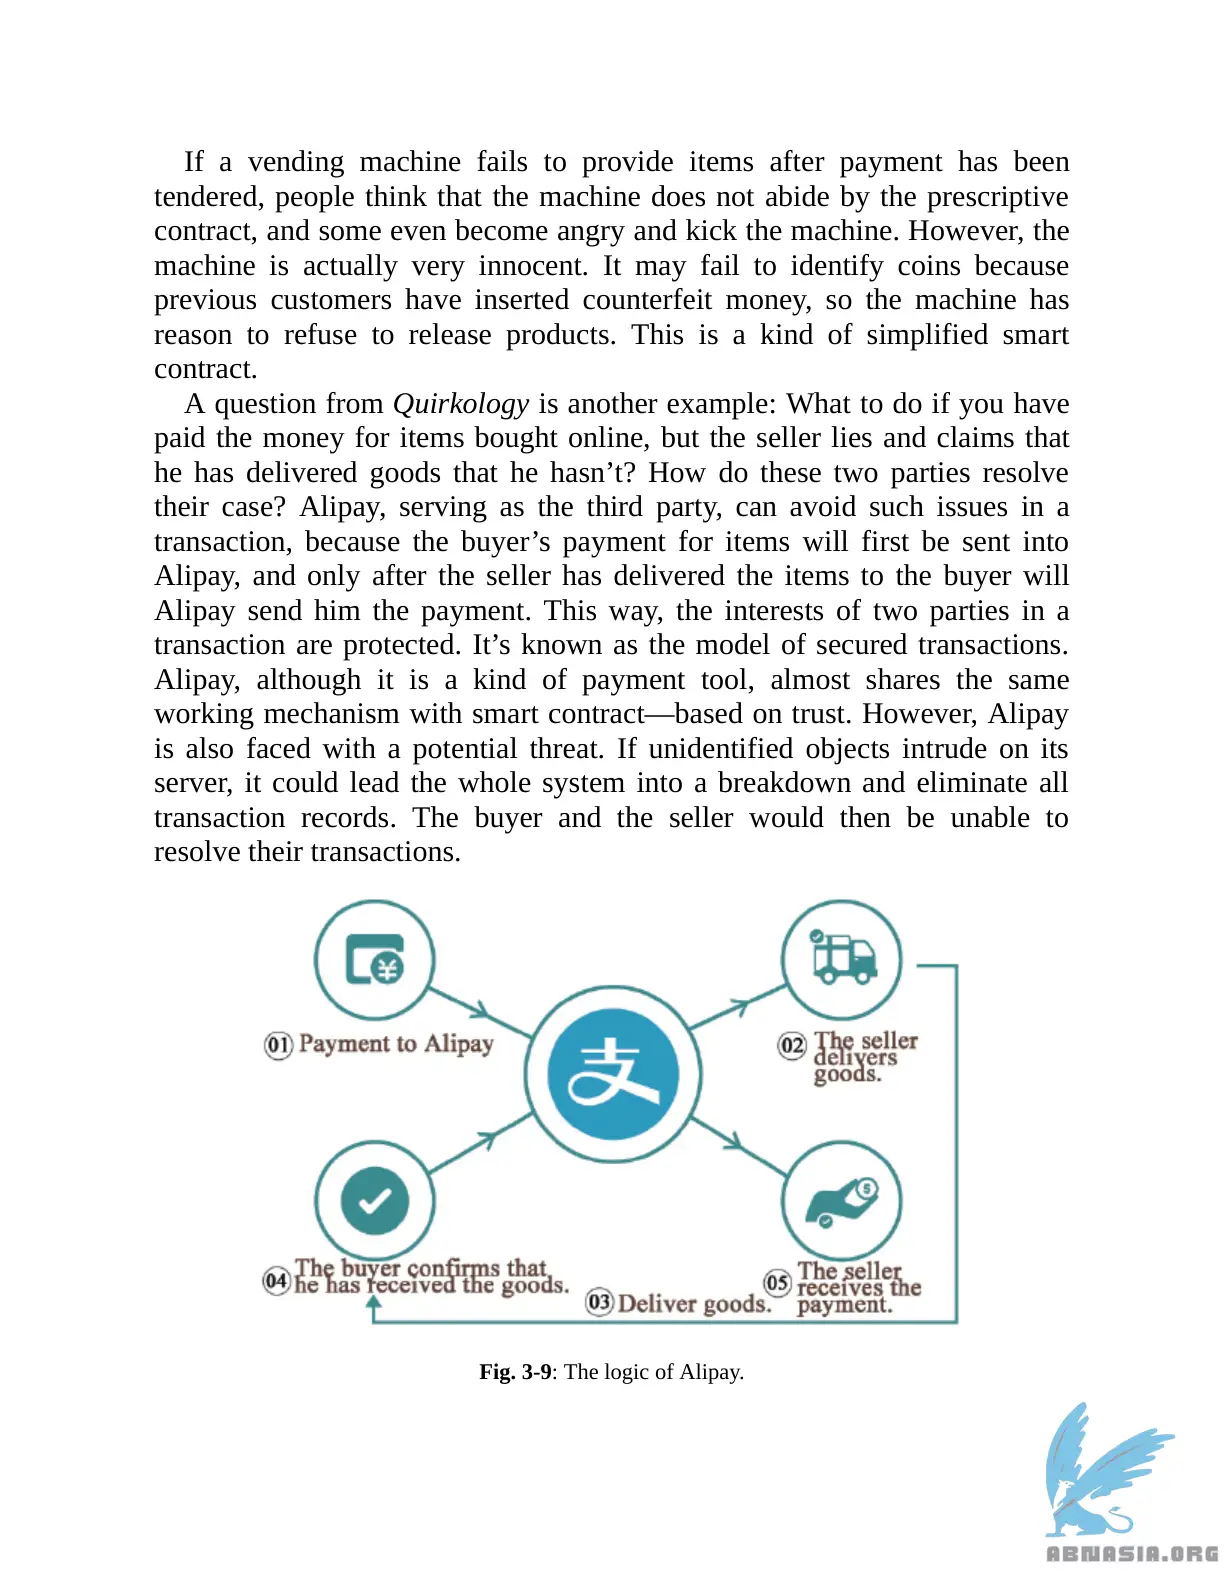 If a vending machine fails to provide items after payment has been
tendered, people think that the machine does not abide by the prescriptive
contract, and some even become angry and kick the machine. However, the
machine is actually very innocent. It may fail to identify coins because
previous customers have inserted counterfeit money, so the machine has
reason to refuse to release products. This is a kind of simplified smart
contract.
A question from Quirkology is another example: What to do if you have
paid the money for items bought online, but the seller lies and claims that
he has delivered goods that he hasn’t? How do these two parties resolve
their case? Alipay, serving as the third party, can avoid such issues in a
transaction, because the buyer’s payment for items will first be sent into
Alipay, and only after the seller has delivered the items to the buyer will
Alipay send him the payment. This way, the interests of two parties in a
transaction are protected. It’s known as the model of secured transactions.
Alipay, although it is a kind of payment tool, almost shares the same
working mechanism with smart contract—based on trust. However, Alipay
is also faced with a potential threat. If unidentified objects intrude on its
server, it could lead the whole system into a breakdown and eliminate all
transaction records. The buyer and the seller would then be unable to
resolve their transactions.
¥
支
$
01 Payment to Alipay
02 The seller
delivers
goods.
04 The buyer confirms that
he has received the goods.
03 Deliver goods.
05 The seller
receives the
payment.
Fig. 3-9: The logic of Alipay.
ABNASIA.ORG